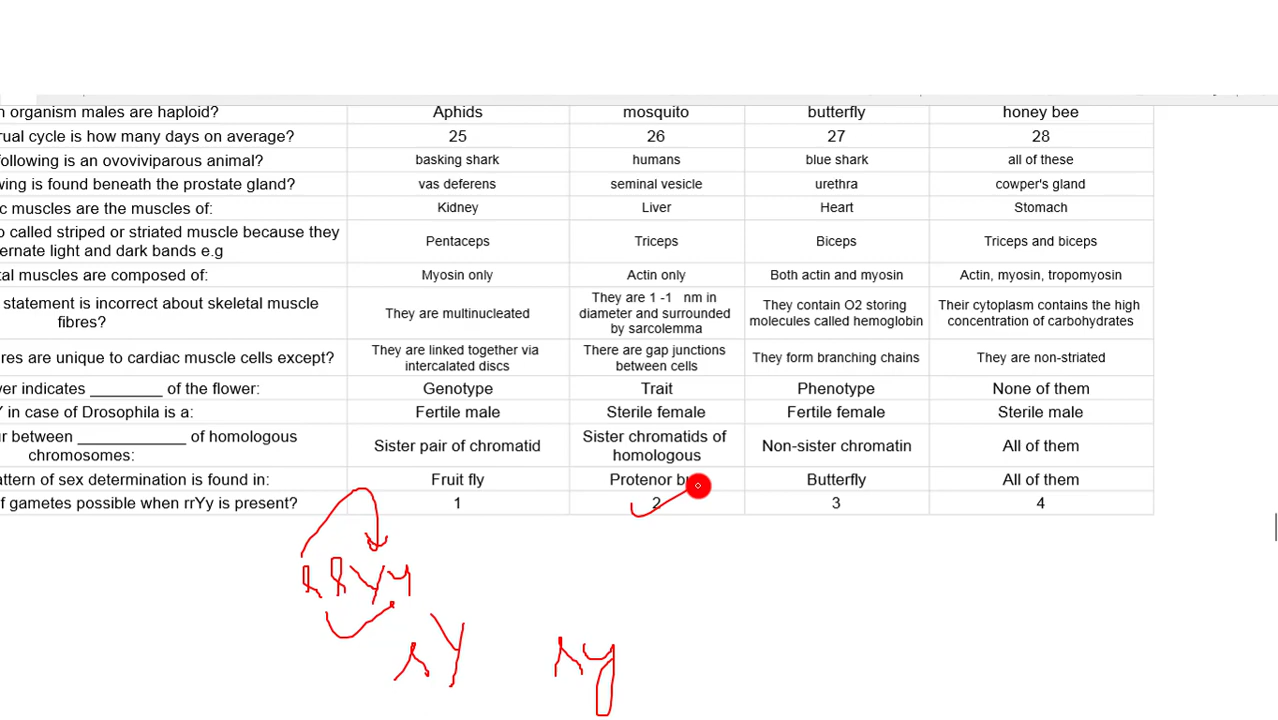 n organism males are haploid? Aphids mosquito butterfly honey bee
rual cycle is how many days on average? 25 26 27 28
following is an ovoviviparous animal? basking shark humans blue shark all of these
wing is found beneath the prostate gland? vas deferens seminal vesicle urethra cowper's gland
c muscles are the muscles of: Kidney Liver Heart Stomach
o called striped or striated muscle because they
ernate light and dark bands e.g Pentaceps Triceps Biceps Triceps and biceps
tal muscles are composed of: Myosin only Actin only Both actin and myosin Actin, myosin, tropomyosin
statement is incorrect about skeletal muscle
fibres? They are multinucleated
They are 1 -1 nm in
diameter and surrounded
by sarcolemma
They contain O2 storing
molecules called hemoglobin
Their cytoplasm contains the high
concentration of carbohydrates
res are unique to cardiac muscle cells except?
They are linked together via
intercalated discs
There are gap junctions
between cells
They form branching chains
They are non-striated
ver indicates ________ of the flower: Genotype Trait Phenotype None of them
Y in case of Drosophila is a: Fertile male Sterile female Fertile female Sterile male
ur between ____________ of homologous
chromosomes: Sister pair of chromatid
Sister chromatids of
homologous
Non-sister chromatin
All of them
attern of sex determination is found in: Fruit fly Protenor b Butterfly All of them
of gametes possible when rrYy is present? 1 2 3 4
rrYy
rY ry